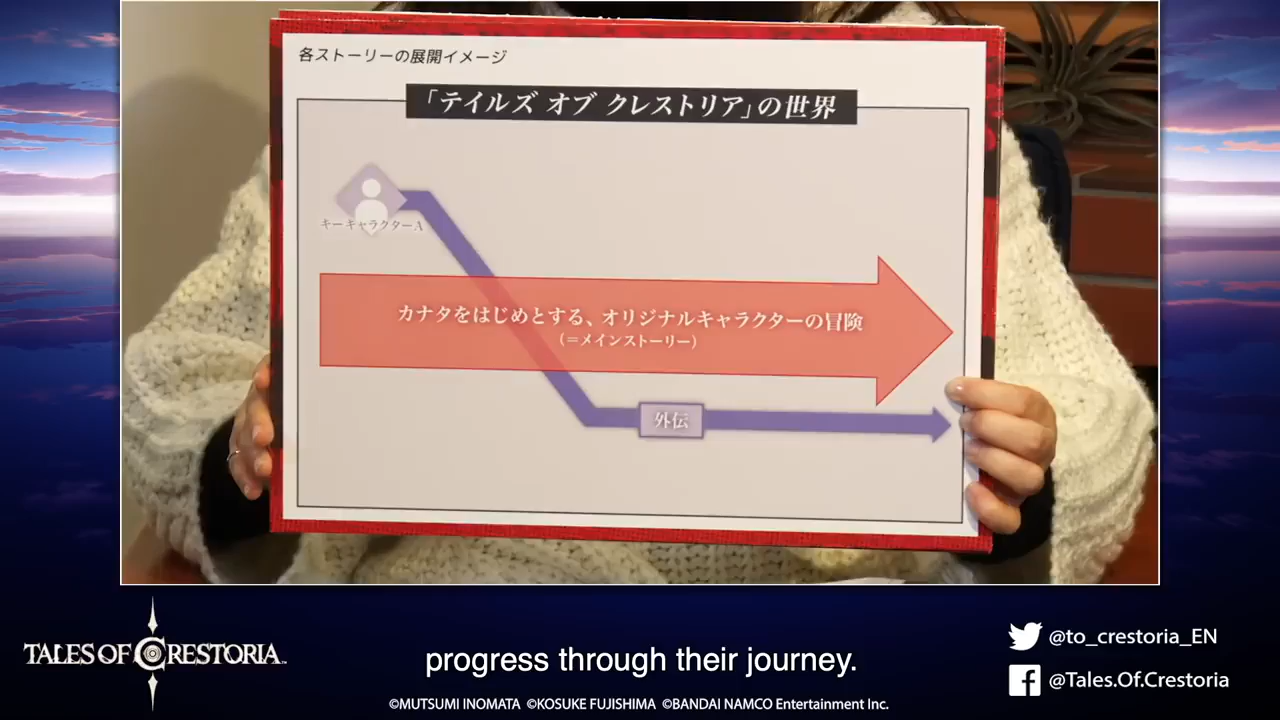 各ストーリーの展開イメージ
「テイルズ オブ クレストリア」の世界
キーキャラクターA
カナタをはじめとする、オリジナルキャラクターの冒険
(=メインストーリー)
外伝
TALES OF CRESTORIA™
progress through their journey.
©MUTSUMI INOMATA ©KOSUKE FUJISHIMA ©BANDAI NAMCO Entertainment Inc.
@to_crestoria_EN
@Tales.Of.Crestoria